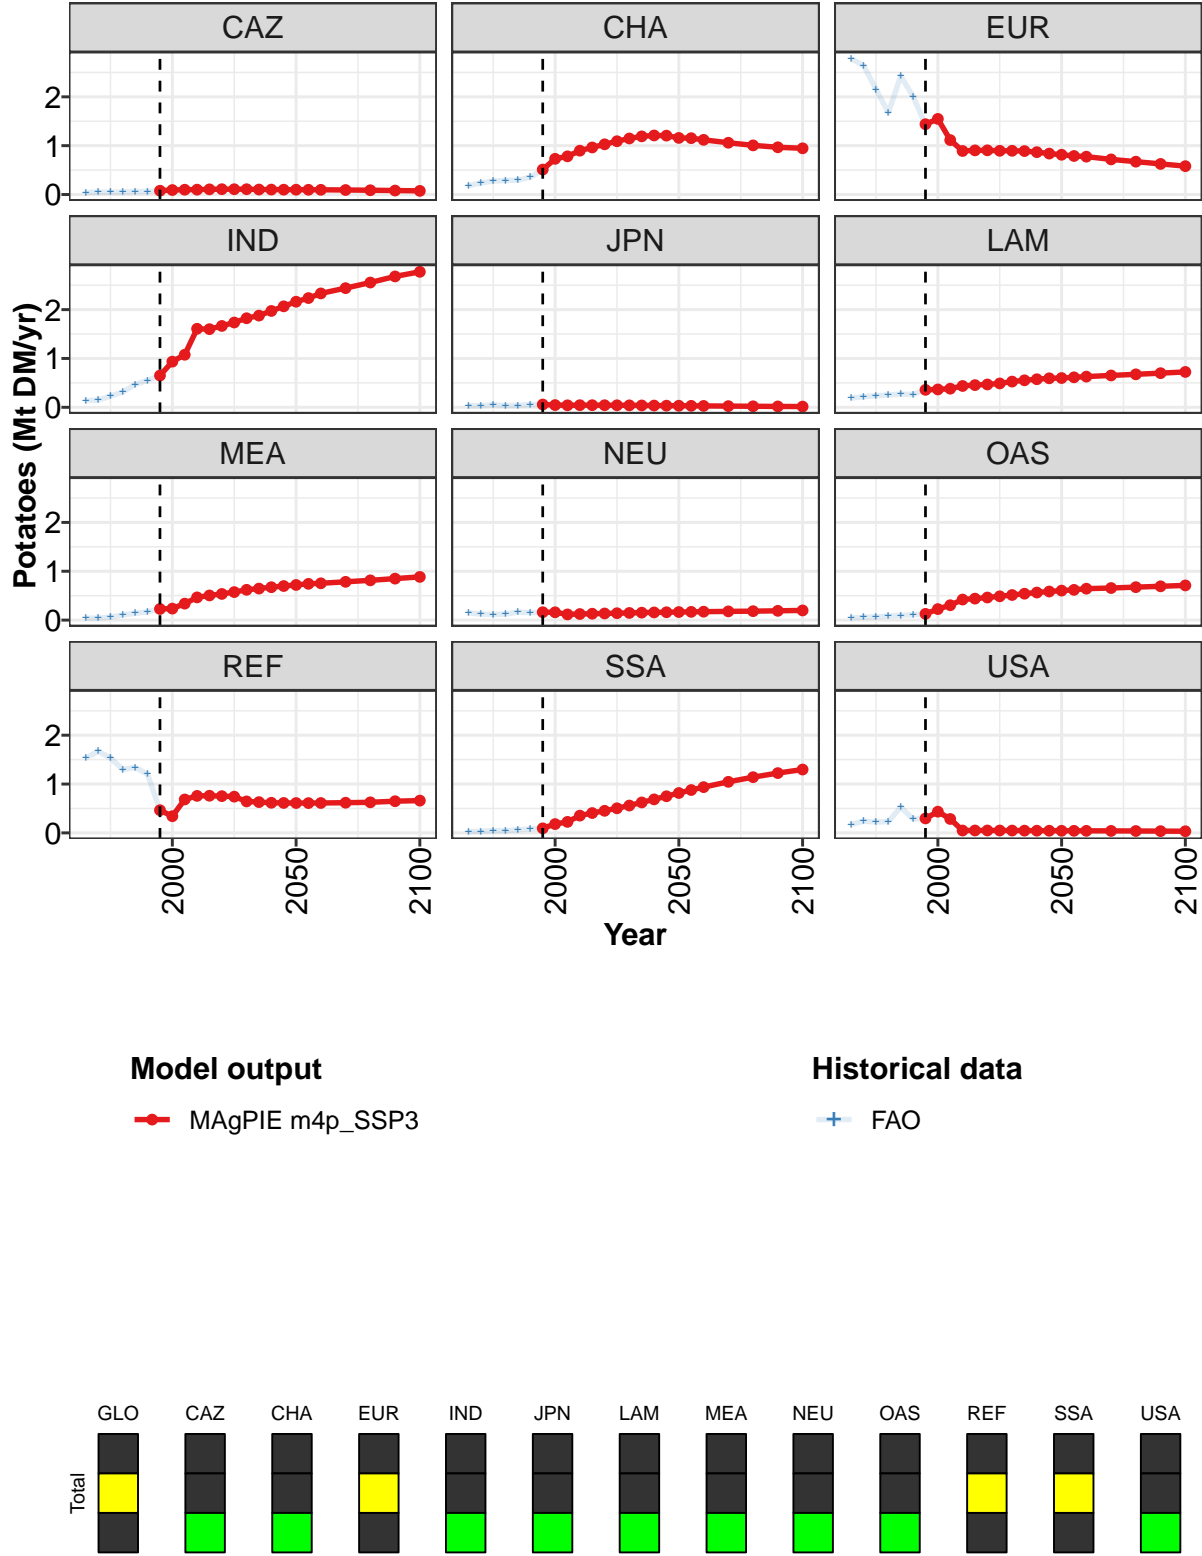 CAZ CHA EUR
2
1
0
IND JPN LAM
2
1
0
MEA NEU OAS
2
1
0
REF SSA USA
2
1
0
Potatoes (Mt DM/yr)
2000 2050 2100 2000 2050 2100 2000 2050 2100
Year
Model output Historical data
MAgPIE m4p_SSP3 FAO
GLO CAZ CHA EUR IND JPN LAM MEA NEU OAS REF SSA USA
Total